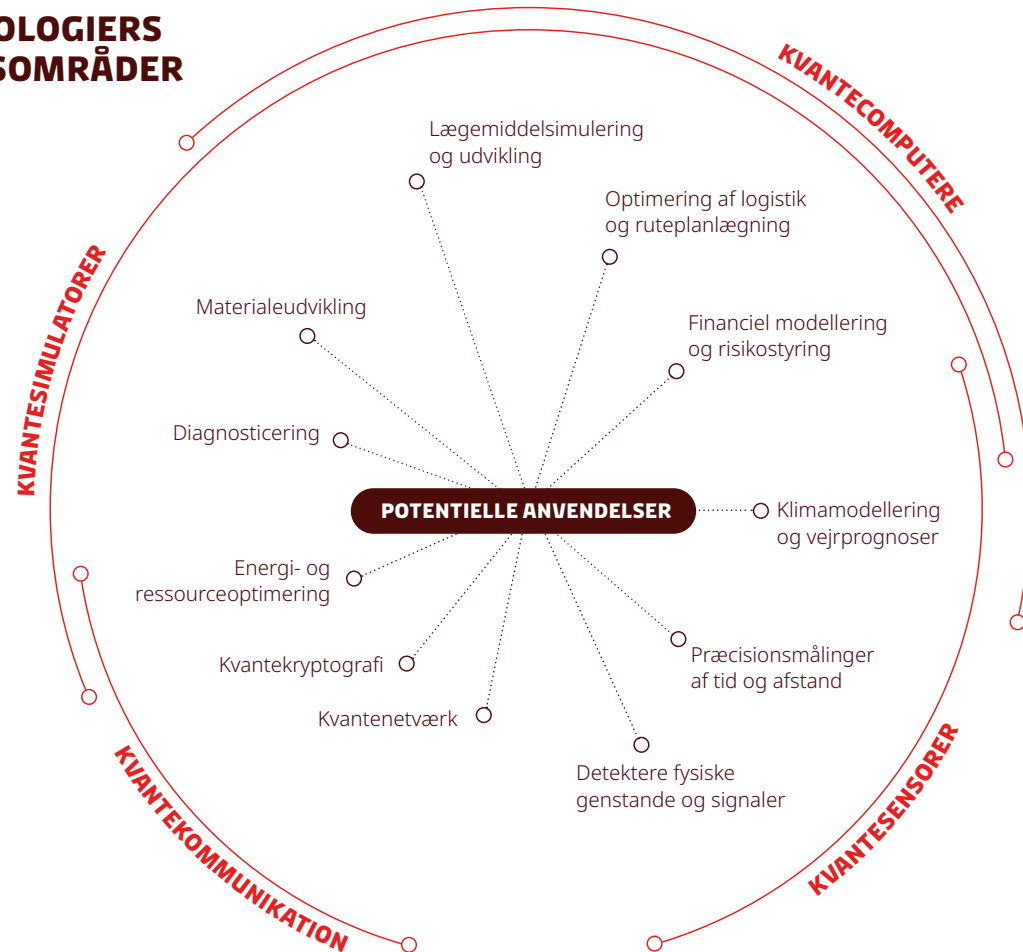 OLOGIERS
SOMRÅDER
KVANTECOMPUTERE
Lægemiddelsimulering
og udvikling
Optimering af logistik
og ruteplanlægning
KVANTESIMULATORER
Materialeudvikling
Financiel modellering
og risikostyring
Diagnosticering
POTENTIELLE ANVENDELSER
Klimamodellering
og vejrprognoser
Energi- og
ressourceoptimering
Kvantekryptografi
Præcisionsmålinger
af tid og afstand
Kvantenetværk
Detektere fysiske
genstande og signaler
KVANTEKOMMUNIKATION
KVANTESENSORER